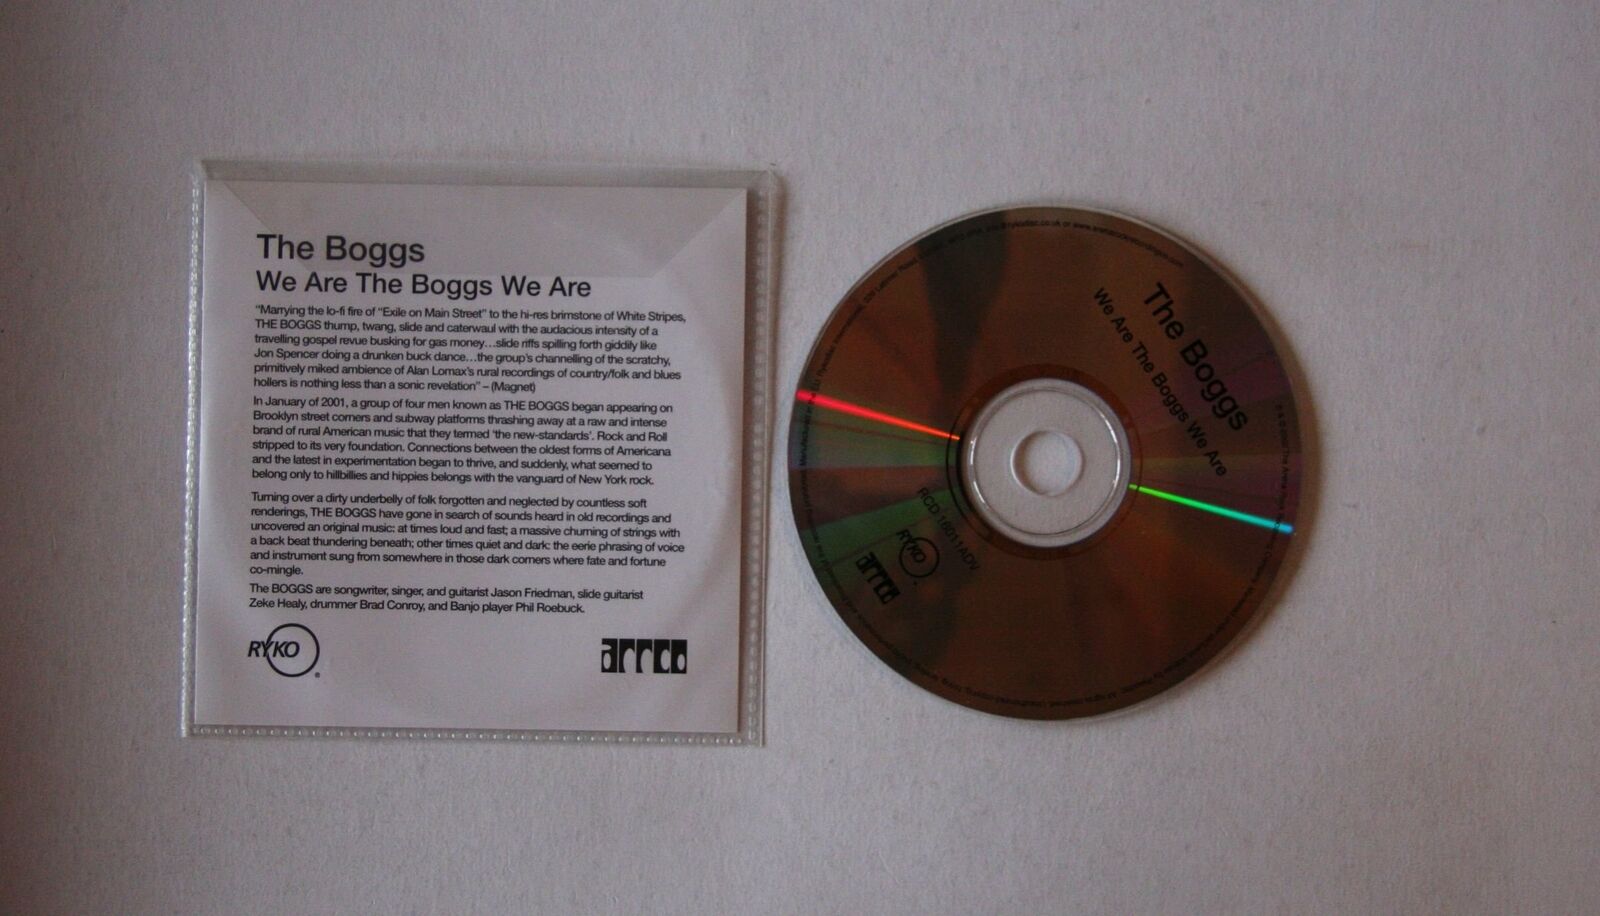 The Boggs
We Are The Boggs We Are
"Marrying the lo-fi fire of "Exile on Main Street" to the hi-res brimstone of White Stripes,
THE BOGGS thump, twang, slide and caterwaul with the audacious intensity of a
travelling gospel revue busking for gas money…slide riffs spilling forth giddily like
Jon Spencer doing a drunken buck dance…the group's channelling of the scratchy,
primitively miked ambience of Alan Lomax's rural recordings of country/folk and blues
hollers is nothing less than a sonic revelation" – (Magnet)
In January of 2001, a group of four men known as THE BOGGS began appearing on
Brooklyn street corners and subway platforms thrashing away at a raw and intense
brand of rural American music that they termed 'the new-standards'. Rock and Roll
stripped to its very foundation. Connections between the oldest forms of Americana
and the latest in experimentation began to thrive, and suddenly, what seemed to
belong only to hillbillies and hippies belongs with the vanguard of New York rock.
Turning over a dirty underbelly of folk forgotten and neglected by countless soft
renderings, THE BOGGS have gone in search of sounds heard in old recordings and
uncovered an original music: at times loud and fast; a massive churning of strings with
a back beat thundering beneath; other times quiet and dark: the eerie phrasing of voice
and instrument sung from somewhere in those dark corners where fate and fortune
co-mingle.
The BOGGS are songwriter, singer, and guitarist Jason Friedman, slide guitarist
Zeke Healy, drummer Brad Conroy, and Banjo player Phil Roebuck.
RYKO
arrco
The Boggs
We Are The Boggs We Are
RCD 16011ADV
RYKO
arrco